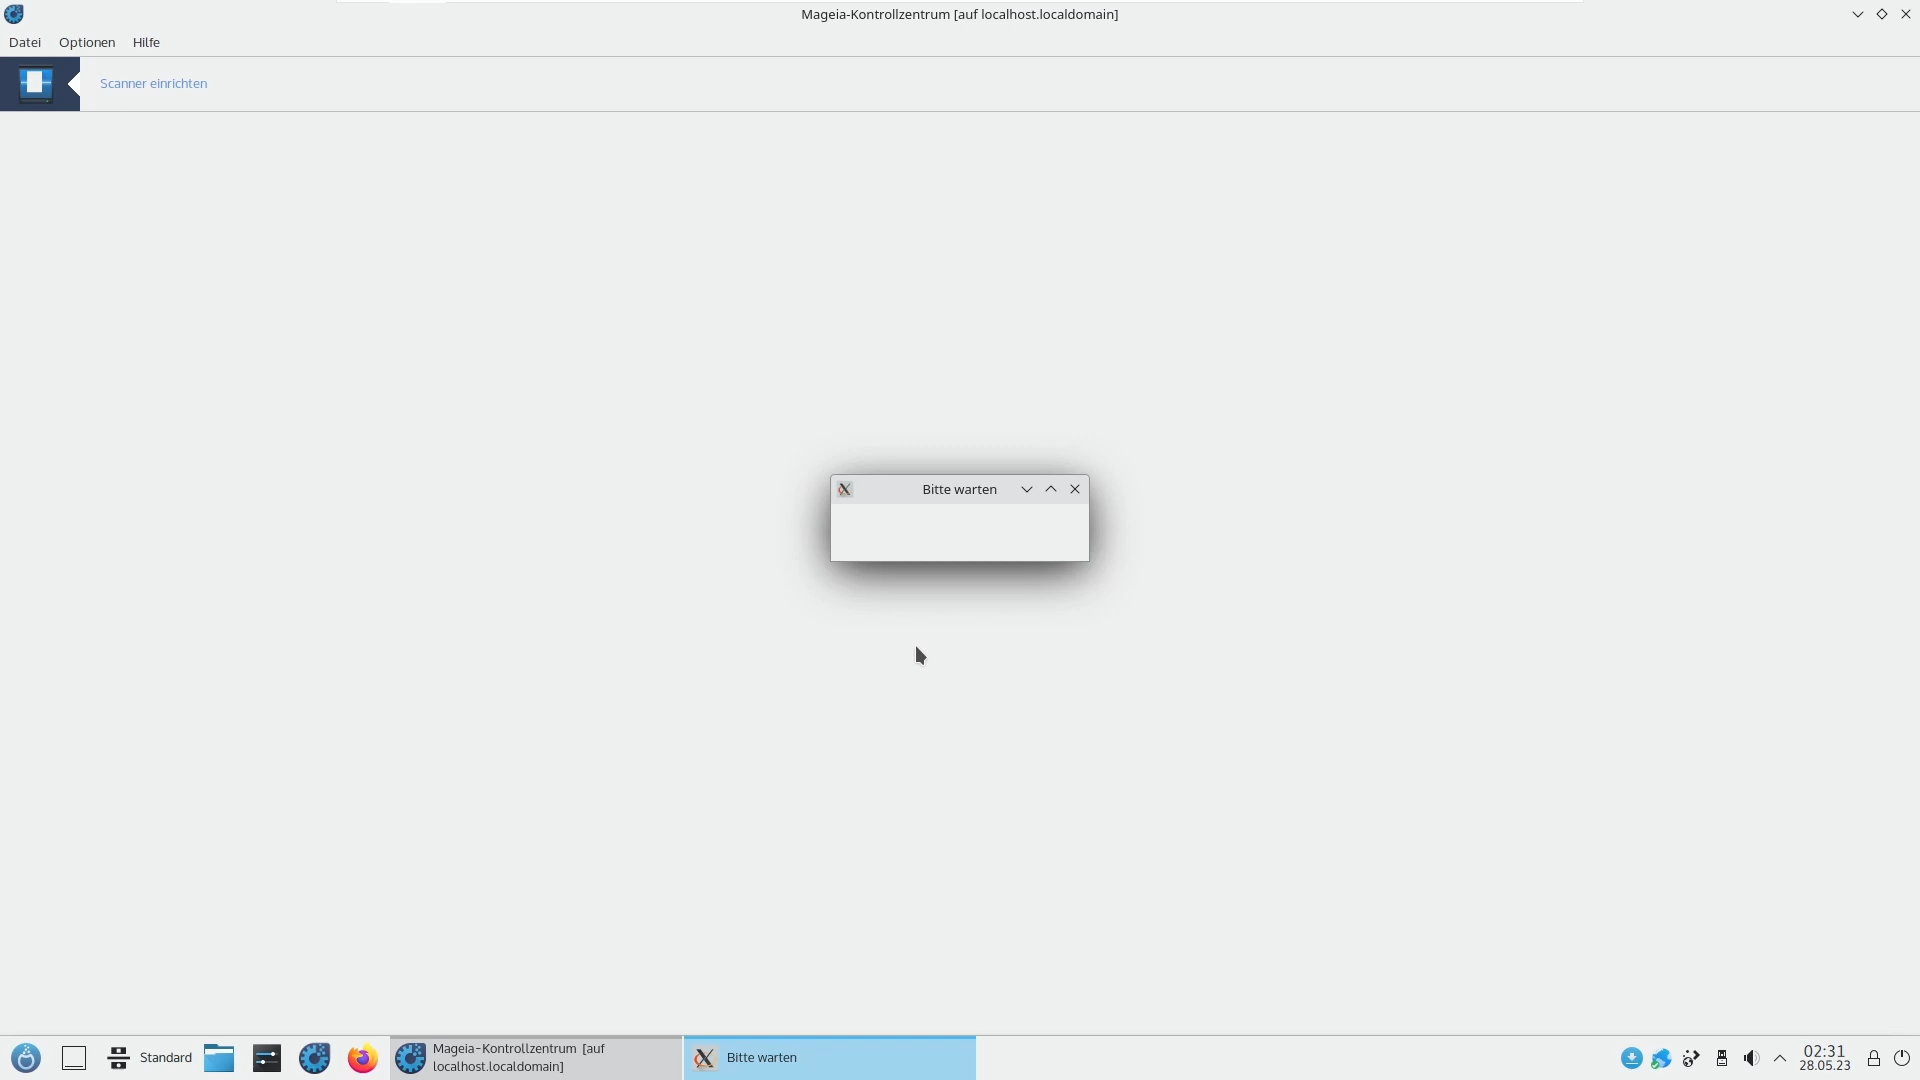 Mageia-Kontrollzentrum [auf localhost.localdomain]
Datei Optionen Hilfe
Scanner einrichten
Bitte warten
Standard
Mageia-Kontrollzentrum [auf
localhost.localdomain]
Bitte warten
02:31
28.05.23